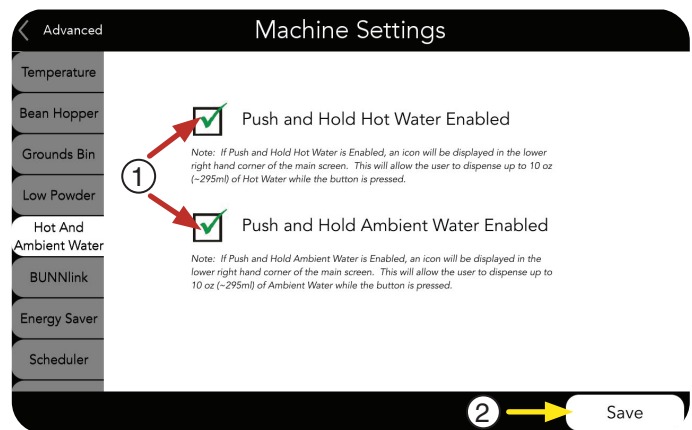 Advanced
Machine Settings
Temperature
Bean Hopper
Grounds Bin
Low Powder
Hot And
Ambient Water
BUNNlink
Energy Saver
Scheduler
1
Push and Hold Hot Water Enabled
Note: If Push and Hold Hot Water is Enabled, an icon will be displayed in the lower
right hand corner of the main screen. This will allow the user to dispense up to 10 oz
(~295ml) of Hot Water while the button is pressed.
Push and Hold Ambient Water Enabled
Note: If Push and Hold Ambient Water is Enabled, an icon will be displayed in the
lower right hand corner of the main screen. This will allow the user to dispense up to
10 oz (~295ml) of Ambient Water while the button is pressed.
2
Save